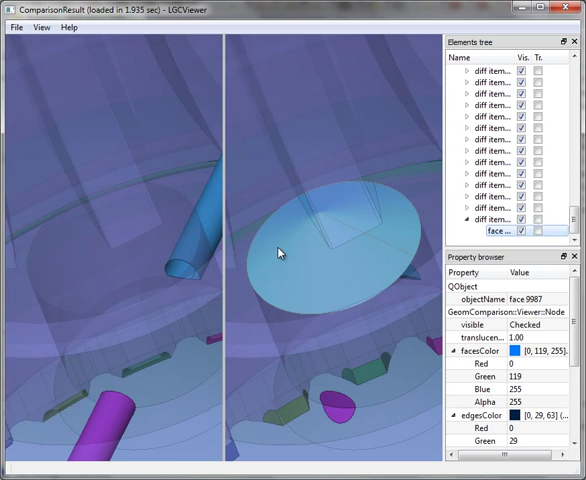 ComparisonResult (loaded in 1.935 sec) - LGCViewer
File View Help
Elements tree
Name Vis. Tr.
diff item...
diff item...
diff item...
diff item...
diff item...
diff item...
diff item...
diff item...
diff item...
diff item...
diff item...
diff item...
diff item...
diff item...
face ...
Property browser
Property Value
QObject
objectName face 9987
GeomComparison::Viewer::Node
visible Checked
translucen... 1.00
facesColor [0, 119, 255]...
Red 0
Green 119
Blue 255
Alpha 255
edgesColor [0, 29, 63] (...
Red 0
Green 29